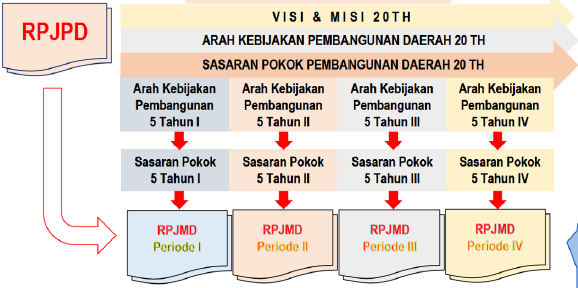 RPJPD
VISI & MISI 20TH
ARAH KEBIJAKAN PEMBANGUNAN DAERAH 20 TH
SASARAN POKOK PEMBANGUNAN DAERAH 20 TH
Arah Kebijakan
Pembangunan
5 Tahun I
Arah Kebijakan
Pembangunan
5 Tahun II
Arah Kebijakan
Pembangunan
5 Tahun III
Arah Kebijakan
Pembangunan
5 Tahun IV
Sasaran Pokok
5 Tahun I
Sasaran Pokok
5 Tahun II
Sasaran Pokok
5 Tahun III
Sasaran Pokok
5 Tahun IV
RPJMD
Periode I
RPJMD
Periode II
RPJMD
Periode III
RPJMD
Periode IV